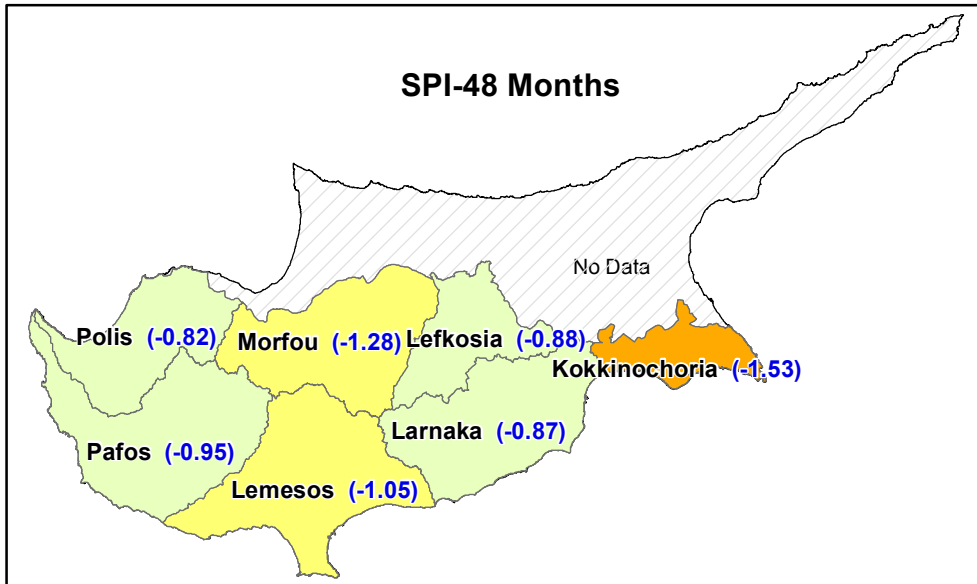 SPI-48 Months
No Data
Polis (-0.82)
Morfou (-1.28)
Lefkosia (-0.88)
Kokkinochoria (-1.53)
Pafos (-0.95)
Larnaka (-0.87)
Lemesos (-1.05)